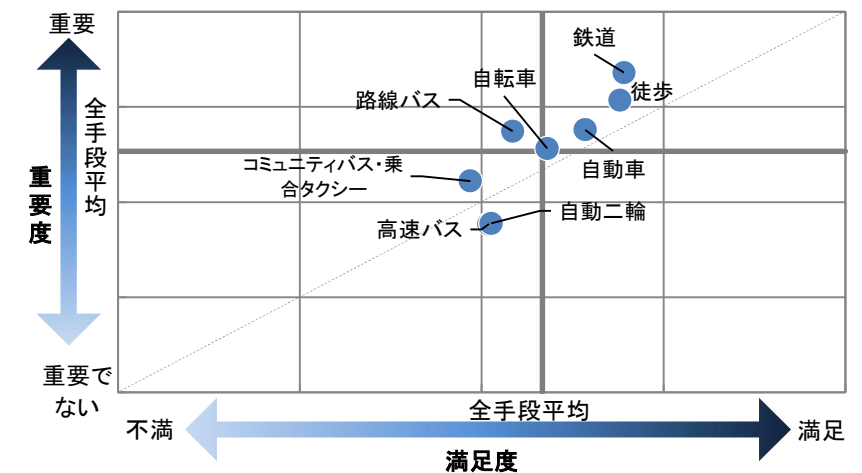 重要
全手段平均
重要度
重要で
ない
鉄道
徒歩
自転車
路線バス
自動車
コミュニティバス・乗
合タクシー
自動二輪
高速バス
不満
全手段平均
満足
満足度